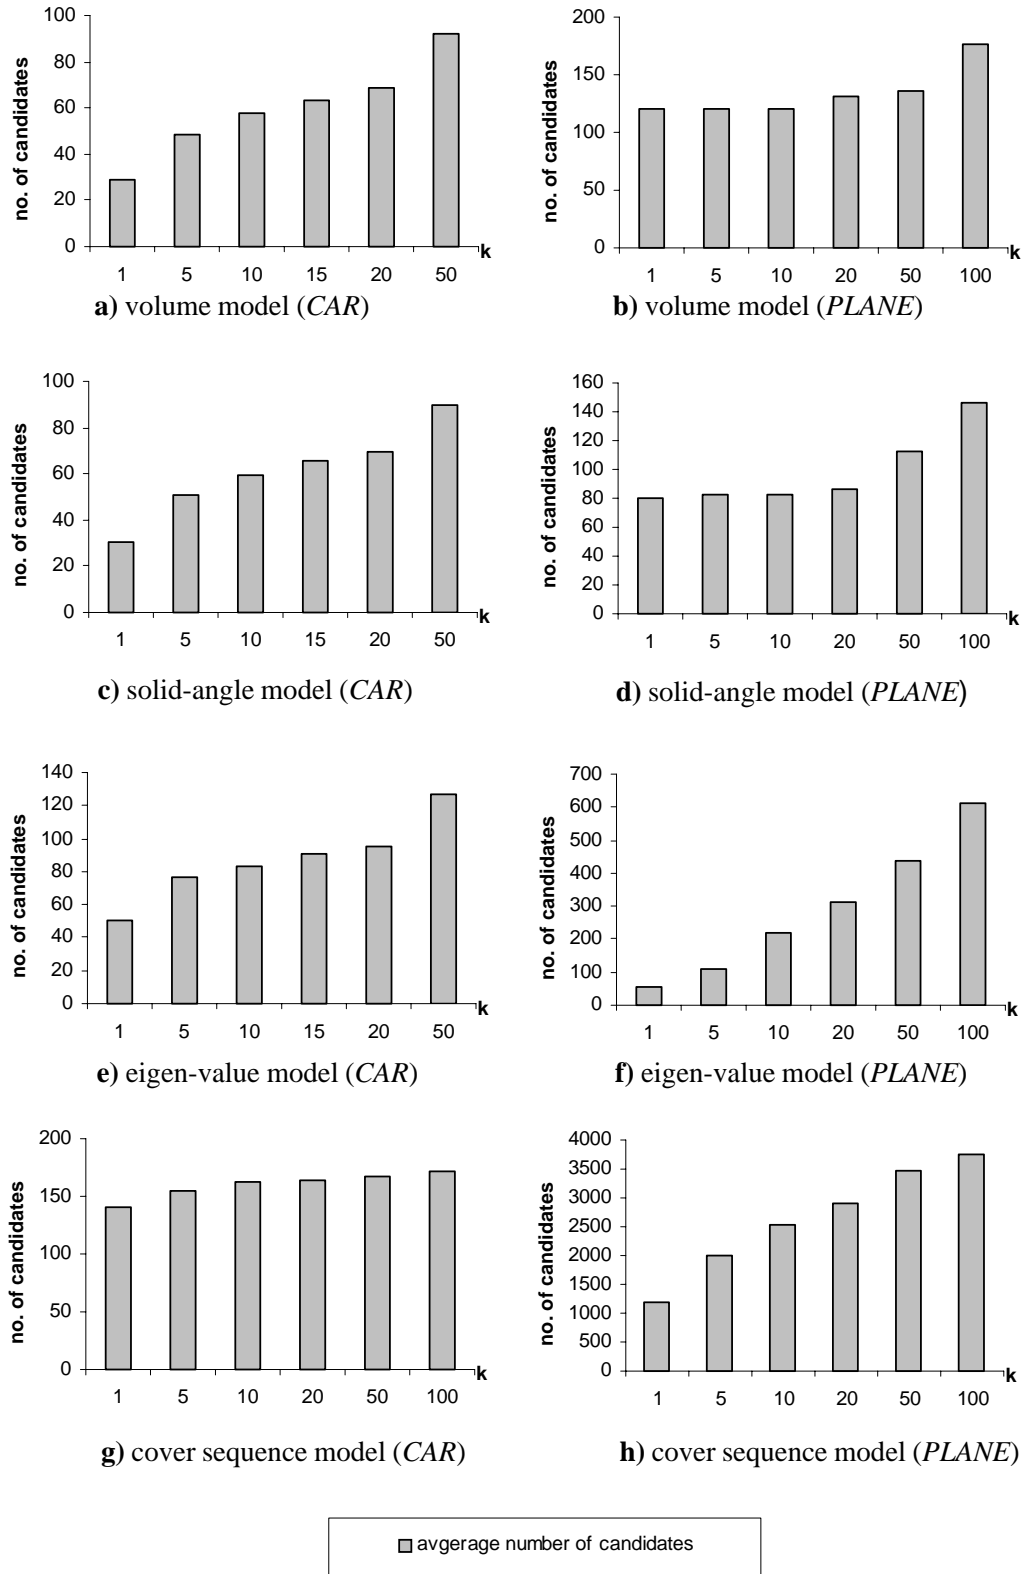 100
80
60
40
20
0
no. of candidates
1 5 10 15 20 50
k
a) volume model (CAR)
200
150
100
50
0
no. of candidates
1 5 10 20 50 100
k
b) volume model (PLANE)
100
80
60
40
20
0
no. of candidates
1 5 10 15 20 50
k
c) solid-angle model (CAR)
160
140
120
100
80
60
40
20
0
no. of candidates
1 5 10 20 50 100
k
d) solid-angle model (PLANE)
140
120
100
80
60
40
20
0
no. of candidates
1 5 10 15 20 50
k
e) eigen-value model (CAR)
700
600
500
400
300
200
100
0
no. of candidates
1 5 10 20 50 100
k
f) eigen-value model (PLANE)
200
150
100
50
0
no. of candidates
1 5 10 20 50 100
k
g) cover sequence model (CAR)
4000
3500
3000
2500
2000
1500
1000
500
0
no. of candidates
1 5 10 20 50 100
k
h) cover sequence model (PLANE)
avgerage number of candidates